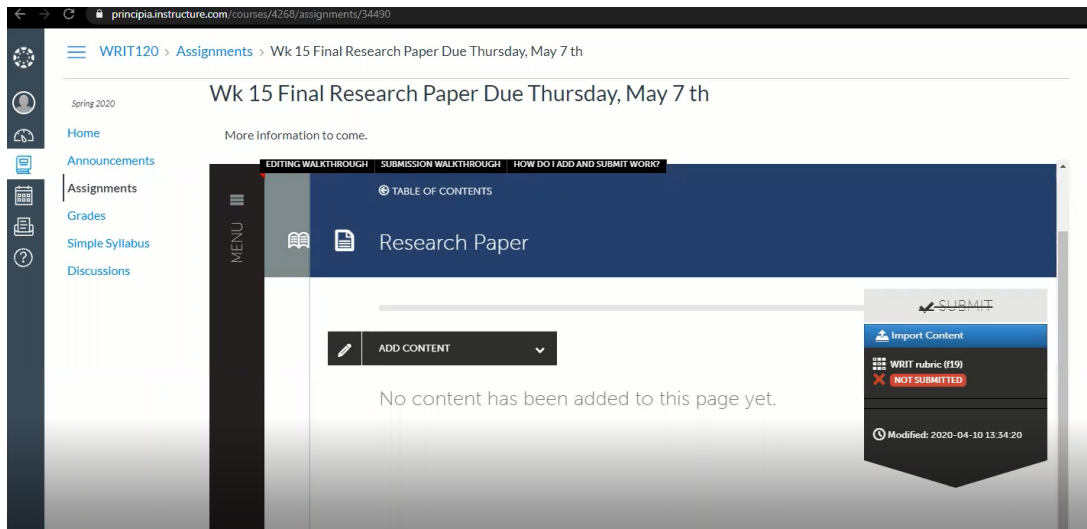 principia.instructure.com/courses/4268/assignments/34490
WRIT120 > Assignments > Wk 15 Final Research Paper Due Thursday, May 7 th
Spring 2020
Home
Announcements
Assignments
Grades
Simple Syllabus
Discussions
Wk 15 Final Research Paper Due Thursday, May 7 th
More information to come.
EDITING WALKTHROUGH SUBMISSION WALKTHROUGH HOW DO I ADD AND SUBMIT WORK?
MENU
TABLE OF CONTENTS
Research Paper
SUBMIT
Import Content
WRIT rubric (f19)
NOT SUBMITTED
Modified: 2020-04-10 13:34:20
ADD CONTENT
No content has been added to this page yet.